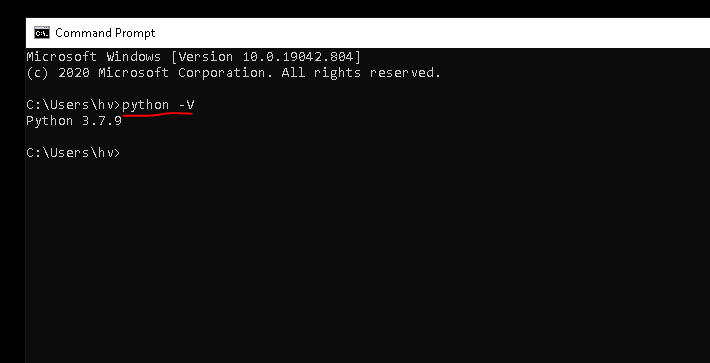 Command Prompt
Microsoft Windows [Version 10.0.19042.804]
(c) 2020 Microsoft Corporation. All rights reserved.
C:\Users\hv>python -V
Python 3.7.9
C:\Users\hv>